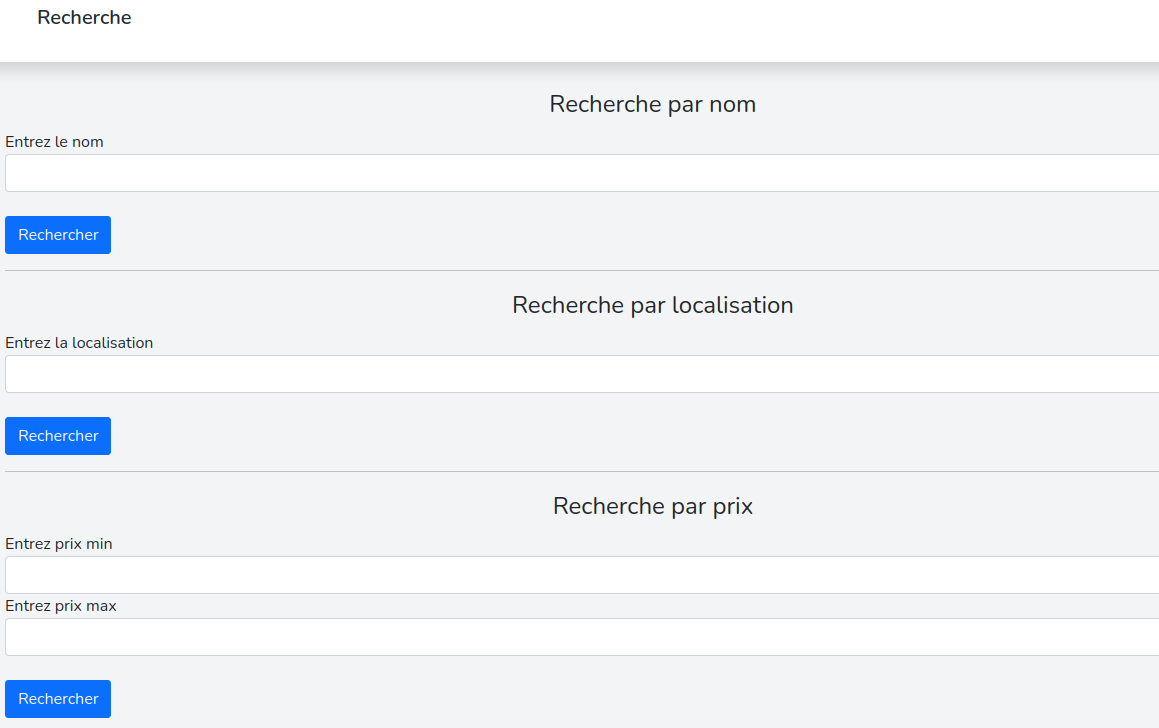 Recherche
Recherche par nom
Entrez le nom
Rechercher
Recherche par localisation
Entrez la localisation
Rechercher
Recherche par prix
Entrez prix min
Entrez prix max
Rechercher